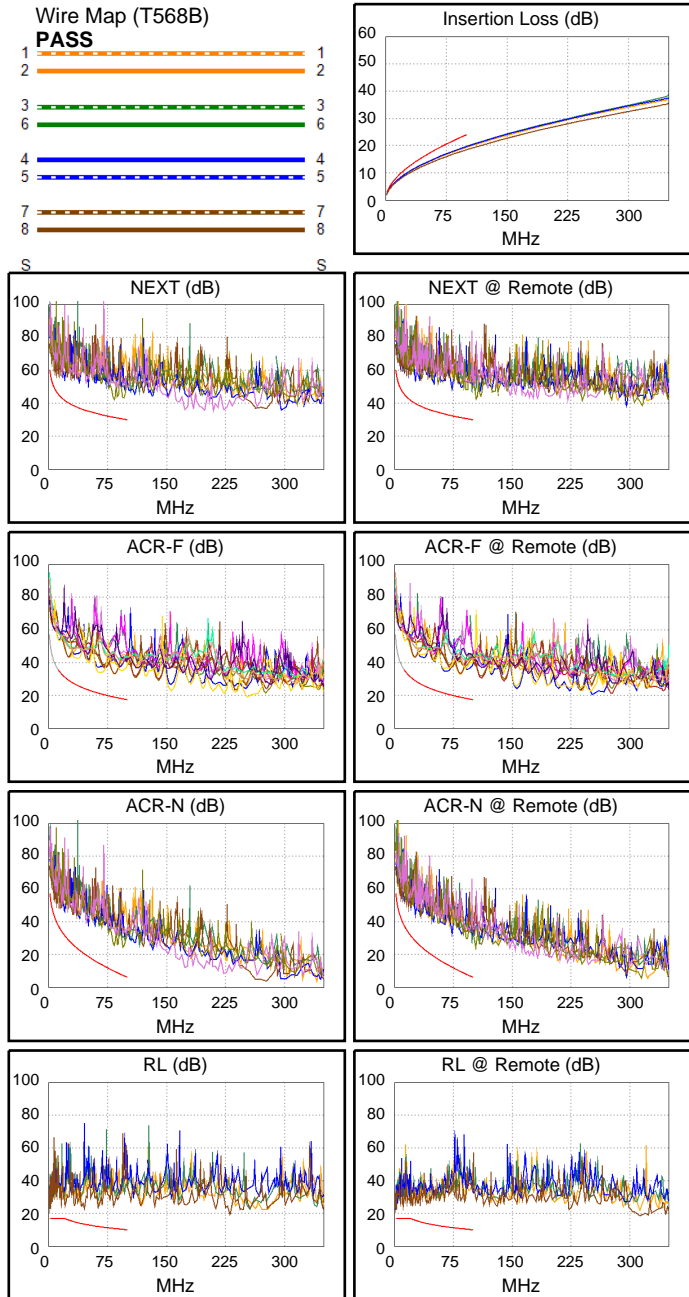 Wire Map (T568B)
PASS
1 1
2 2
3 3
6 6
4 4
5 5
7 7
8 8
S S
Insertion Loss (dB)
60
50
40
30
20
10
0
0 75 150 225 300
MHz
NEXT (dB)
100
80
60
40
20
0
0 75 150 225 300
MHz
NEXT @ Remote (dB)
100
80
60
40
20
0
0 75 150 225 300
MHz
ACR-F (dB)
100
80
60
40
20
0
0 75 150 225 300
MHz
ACR-F @ Remote (dB)
100
80
60
40
20
0
0 75 150 225 300
MHz
ACR-N (dB)
100
80
60
40
20
0
0 75 150 225 300
MHz
ACR-N @ Remote (dB)
100
80
60
40
20
0
0 75 150 225 300
MHz
RL (dB)
100
80
60
40
20
0
0 75 150 225 300
MHz
RL @ Remote (dB)
100
80
60
40
20
0
0 75 150 225 300
MHz